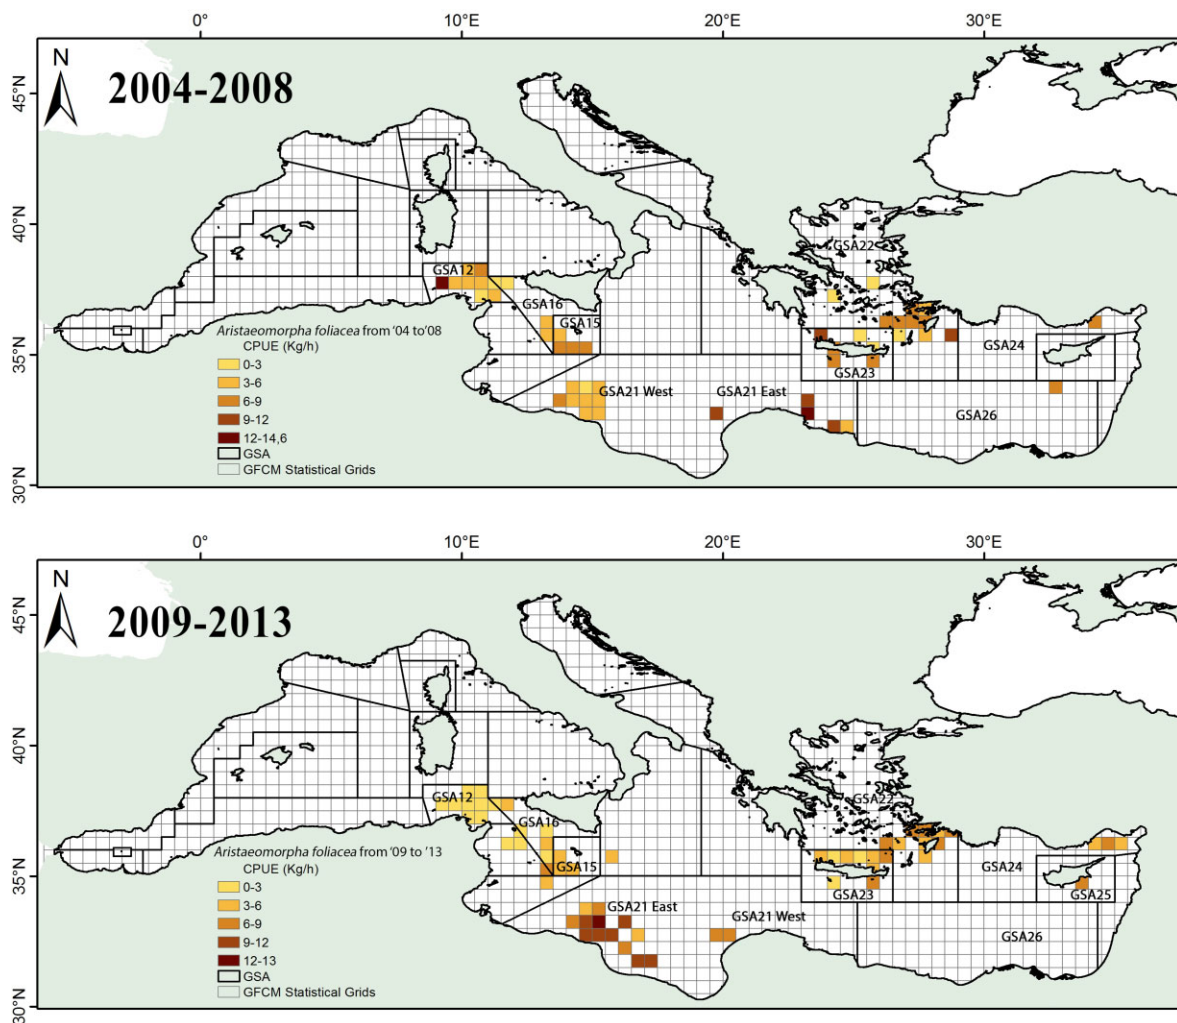 0° 10°E 20°E 30°E
N
2004-2008
45°N
40°N
35°N
30°N
GSA22
GSA12
GSA16
GSA15
GSA24
GSA23
GSA21 West
GSA21 East
GSA26
Aristaeomorpha foliacea from '04 to'08
CPUE (Kg/h)
0-3
3-6
6-9
9-12
12-14,6
GSA
GFCM Statistical Grids
0° 10°E 20°E 30°E
N
2009-2013
45°N
40°N
35°N
30°N
GSA12
GSA22
GSA16
GSA15
GSA24
GSA23
GSA25
GSA21 East
GSA21 West
GSA26
Aristaeomorpha foliacea from '09 to '13
CPUE (Kg/h)
0-3
3-6
6-9
9-12
12-13
GSA
GFCM Statistical Grids